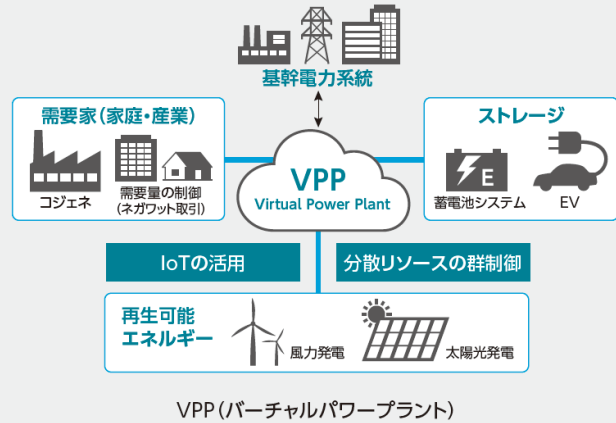 基幹電力系統
需要家(家庭・産業)
コジェネ
需要量の制御
(ネガワット取引)
VPP
Virtual Power Plant
ストレージ
E
蓄電池システム
EV
IoTの活用
分散リソースの群制御
再生可能
エネルギー
風力発電
太陽光発電
VPP(バーチャルパワープラント)